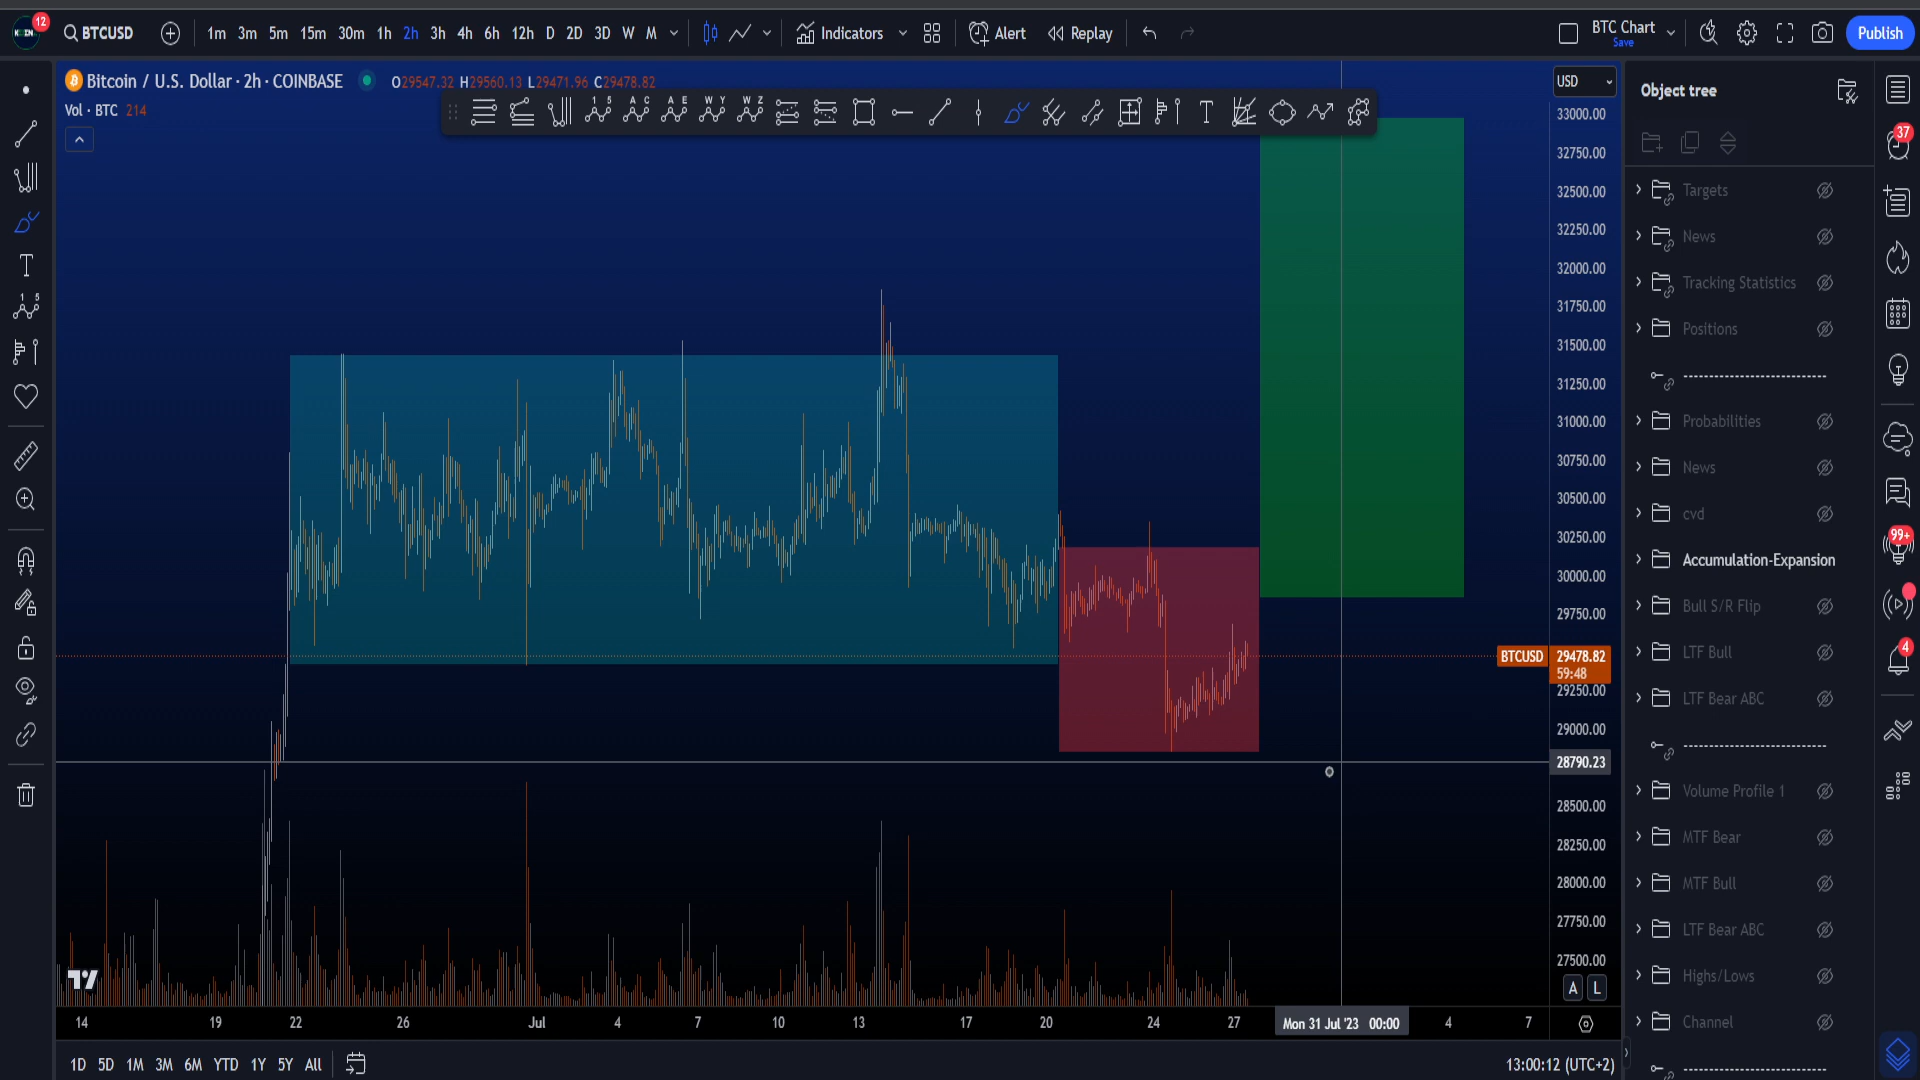 12
BTCUSD
1m 3m 5m 15m 30m 1h 2h 3h 4h 6h 12h D 2D 3D W M
Indicators
Alert
Replay
BTC Chart
Save
Publish
Bitcoin / U.S. Dollar · 2h · COINBASE
O29547.32 H29560.13 L29471.96 C29478.82
Vol · BTC 214
USD
33000.00
32750.00
32500.00
32250.00
32000.00
31750.00
31500.00
31250.00
31000.00
30750.00
30500.00
30250.00
30000.00
29750.00
BTCUSD 29478.82
59:48
29250.00
29000.00
28790.23
28500.00
28250.00
28000.00
27750.00
27500.00
A L
14 19 22 26 Jul 4 7 10 13 17 20 24 27 Mon 31 Jul '23 00:00 4 7
1D 5D 1M 3M 6M YTD 1Y 5Y All
13:00:12 (UTC+2)
Object tree
Targets
News
Tracking Statistics
Positions
----------------------------
Probabilities
News
cvd
Accumulation-Expansion
Bull S/R Flip
LTF Bull
LTF Bear ABC
----------------------------
Volume Profile 1
MTF Bear
MTF Bull
LTF Bear ABC
Highs/Lows
Channel
----------------------------
37
99+
4